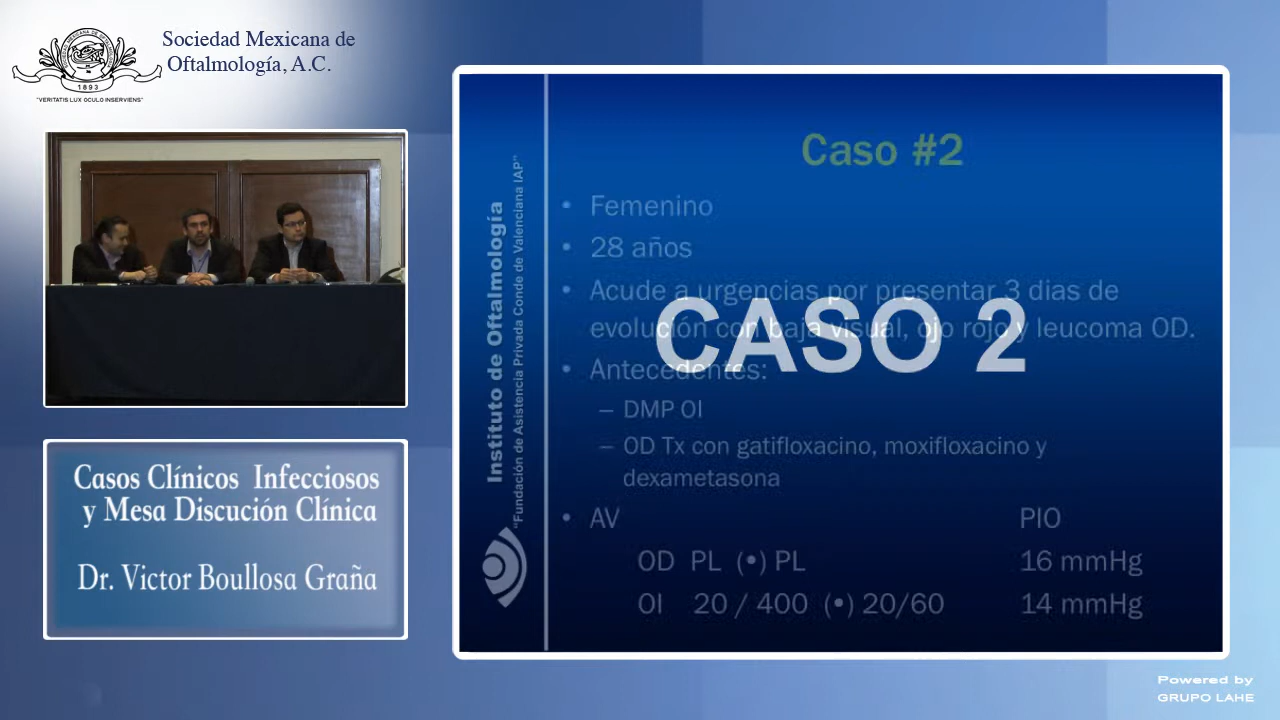 Sociedad Mexicana de
Oftalmología, A.C.
1893
"VERITATIS LUX OCULO INSERVIENS"
Casos Clínicos Infecciosos
y Mesa Discución Clínica
Dr. Victor Boullosa Graña
Instituto de Oftalmología
"Fundación de Asistencia Privada Conde de Valenciana IAP"
Caso #2
• Femenino
• 28 años
• Acude a urgencias por presentar 3 dias de
evolución con baja visual, ojo rojo y leucoma OD.
CASO 2
• Antecedentes:
– DMP OI
– OD Tx con gatifloxacino, moxifloxacino y
dexametasona
• AV PIO
OD PL (•) PL 16 mmHg
OI 20 / 400 (•) 20/60 14 mmHg
Powered by
GRUPO LAHE